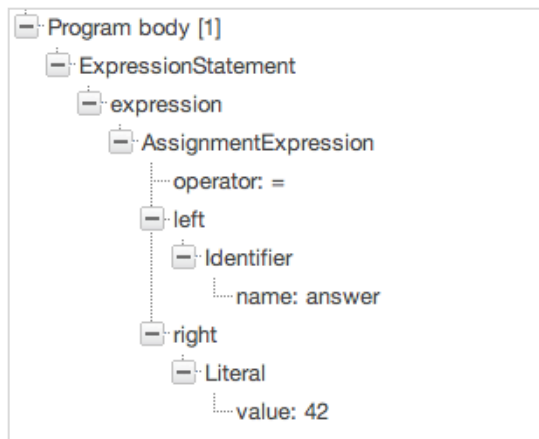 Program body [1]
ExpressionStatement
expression
AssignmentExpression
operator: =
left
Identifier
name: answer
right
Literal
value: 42